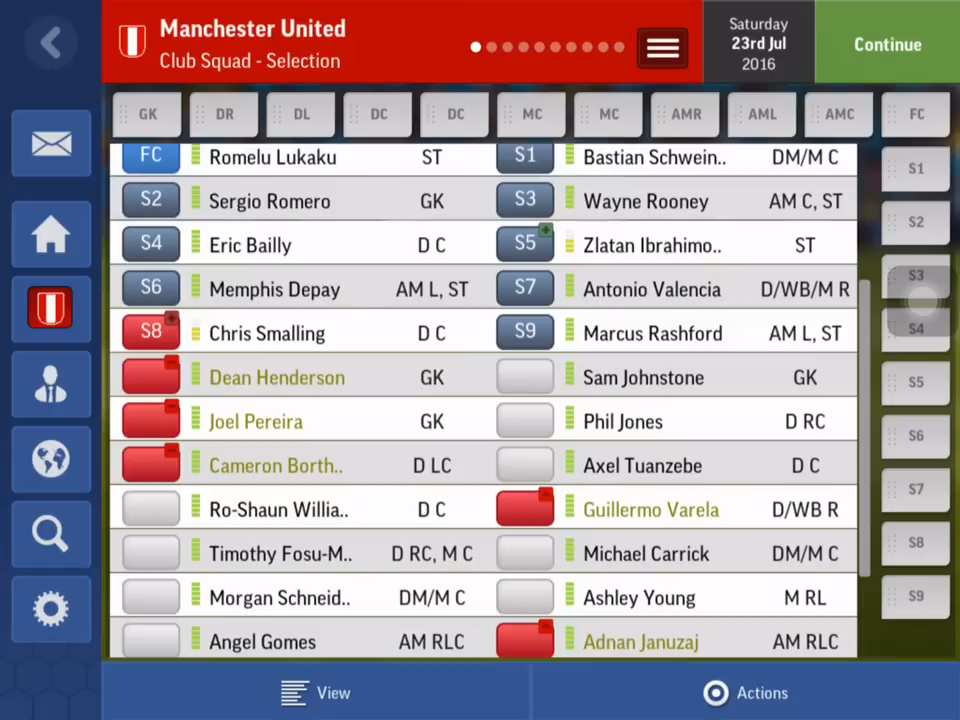 Manchester United
Club Squad - Selection
Saturday
23rd Jul
2016
Continue
GK DR DL DC DC MC MC AMR AML AMC FC
FC Romelu Lukaku ST S1 Bastian Schwein.. DM/M C
S2 Sergio Romero GK S3 Wayne Rooney AM C, ST
S4 Eric Bailly D C S5 Zlatan Ibrahimo.. ST
S6 Memphis Depay AM L, ST S7 Antonio Valencia D/WB/M R
S8 Chris Smalling D C S9 Marcus Rashford AM L, ST
Dean Henderson GK Sam Johnstone GK
Joel Pereira GK Phil Jones D RC
Cameron Borth.. D LC Axel Tuanzebe D C
Ro-Shaun Willia.. D C Guillermo Varela D/WB R
Timothy Fosu-M.. D RC, M C Michael Carrick DM/M C
Morgan Schneid.. DM/M C Ashley Young M RL
Angel Gomes AM RLC Adnan Januzaj AM RLC
S1
S2
S3
S4
S5
S6
S7
S8
S9
View
Actions